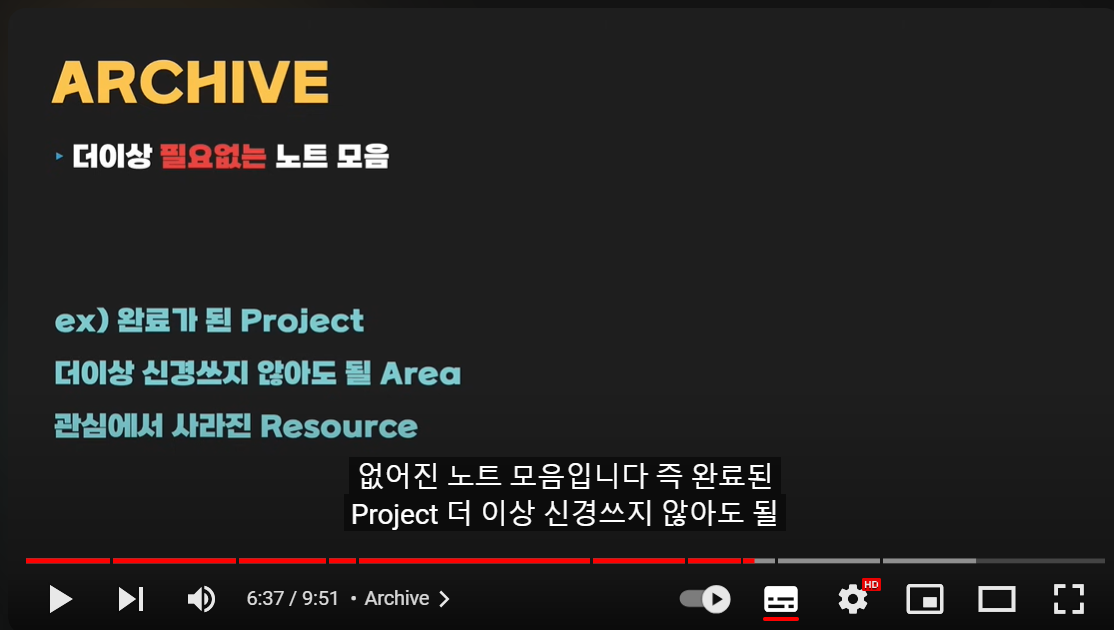 ARCHIVE
더이상 필요없는 노트 모음
ex) 완료가 된 Project
더이상 신경쓰지 않아도 될 Area
관심에서 사라진 Resource
없어진 노트 모음입니다 즉 완료된
Project 더 이상 신경쓰지 않아도 될
6:37 / 9:51 • Archive
HD